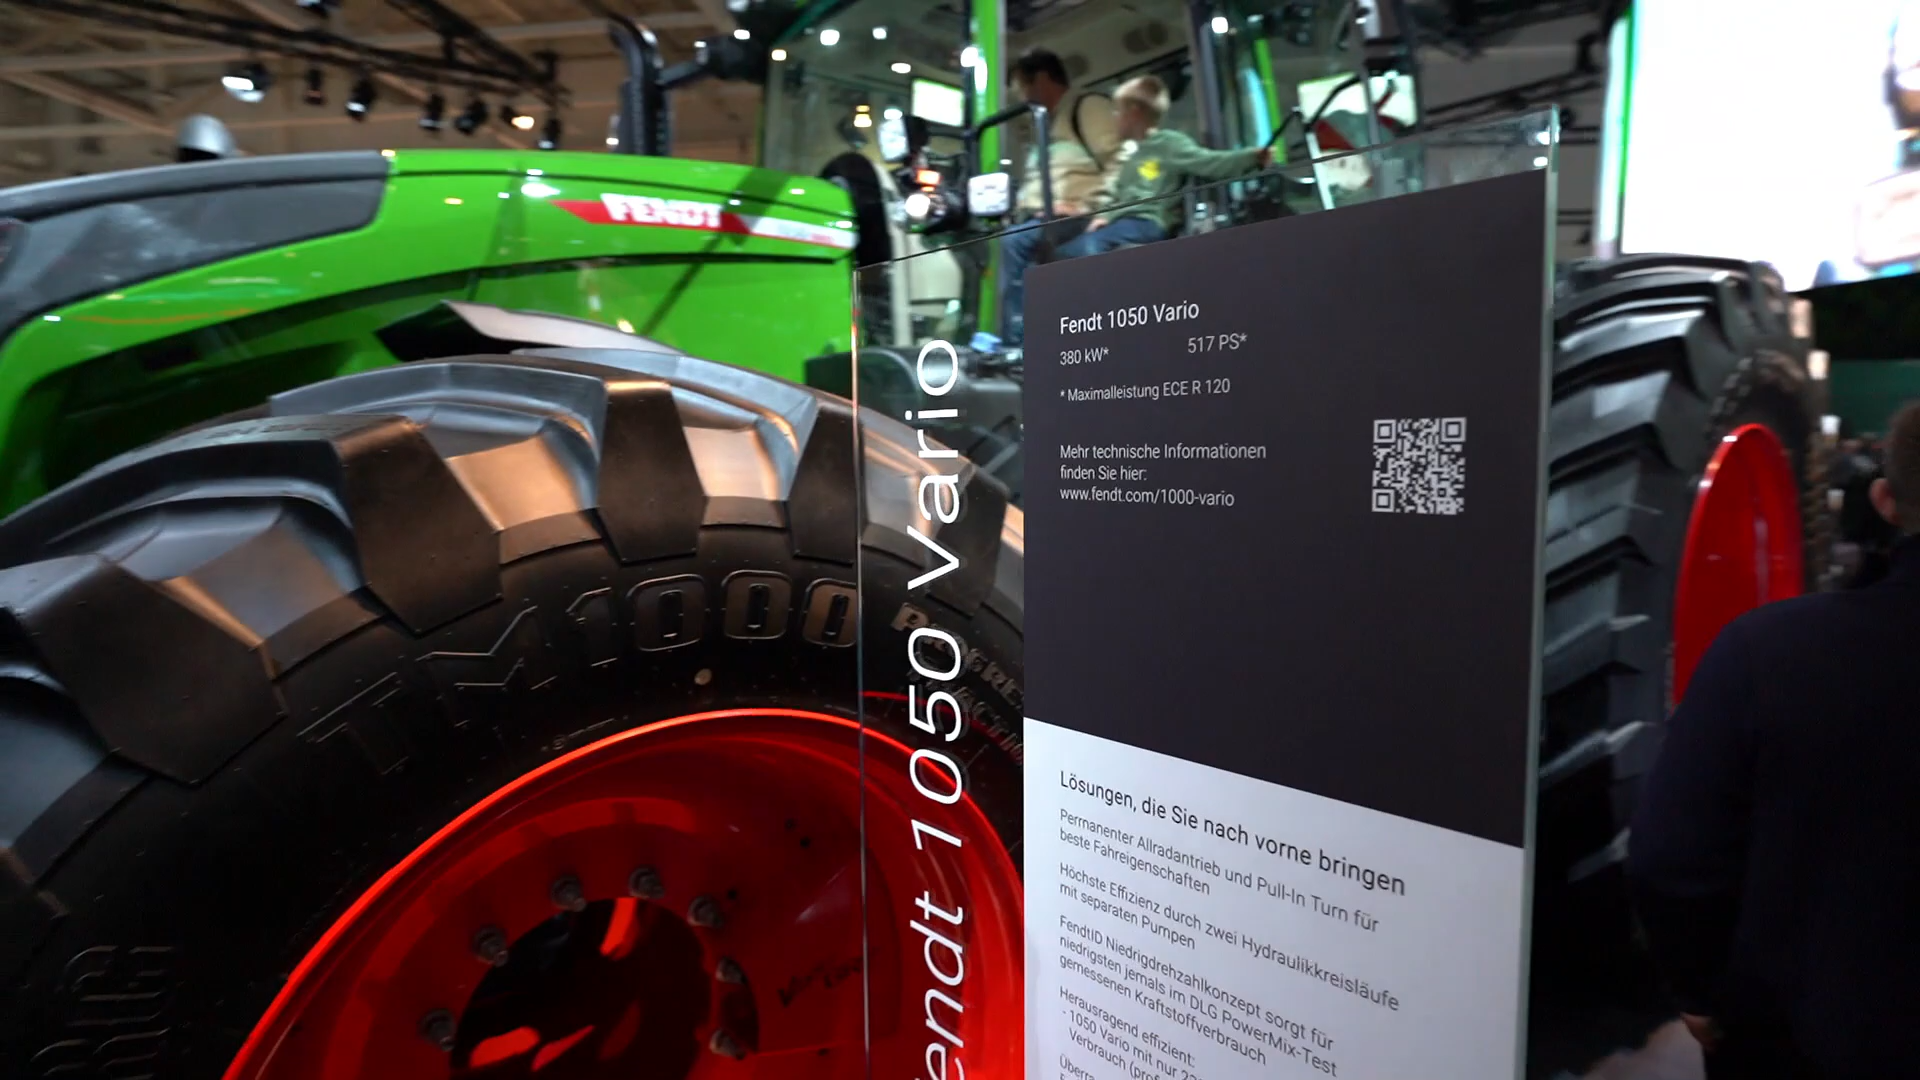 FENDT
TM1000
PROGRE
Fendt 1050 Vario
Fendt 1050 Vario
380 kW* 517 PS*
* Maximalleistung ECE R 120
Mehr technische Informationen
finden Sie hier:
www.fendt.com/1000-vario
Lösungen, die Sie nach vorne bringen
Permanenter Allradantrieb und Pull-In Turn für
beste Fahreigenschaften
Höchste Effizienz durch zwei Hydraulikkreisläufe
mit separaten Pumpen
FendtID Niedrigdrehzahlkonzept sorgt für
niedrigsten jemals im DLG PowerMix-Test
gemessenen Kraftstoffverbrauch
Herausragend effizient:
- 1050 Vario mit nur
Verbrauch